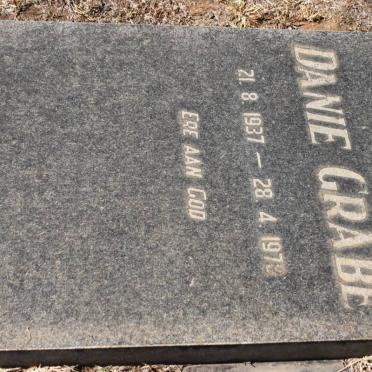 DANIE GRABE
21. 8. 1937 — 28. 4. 1973
ERE AAN GOD